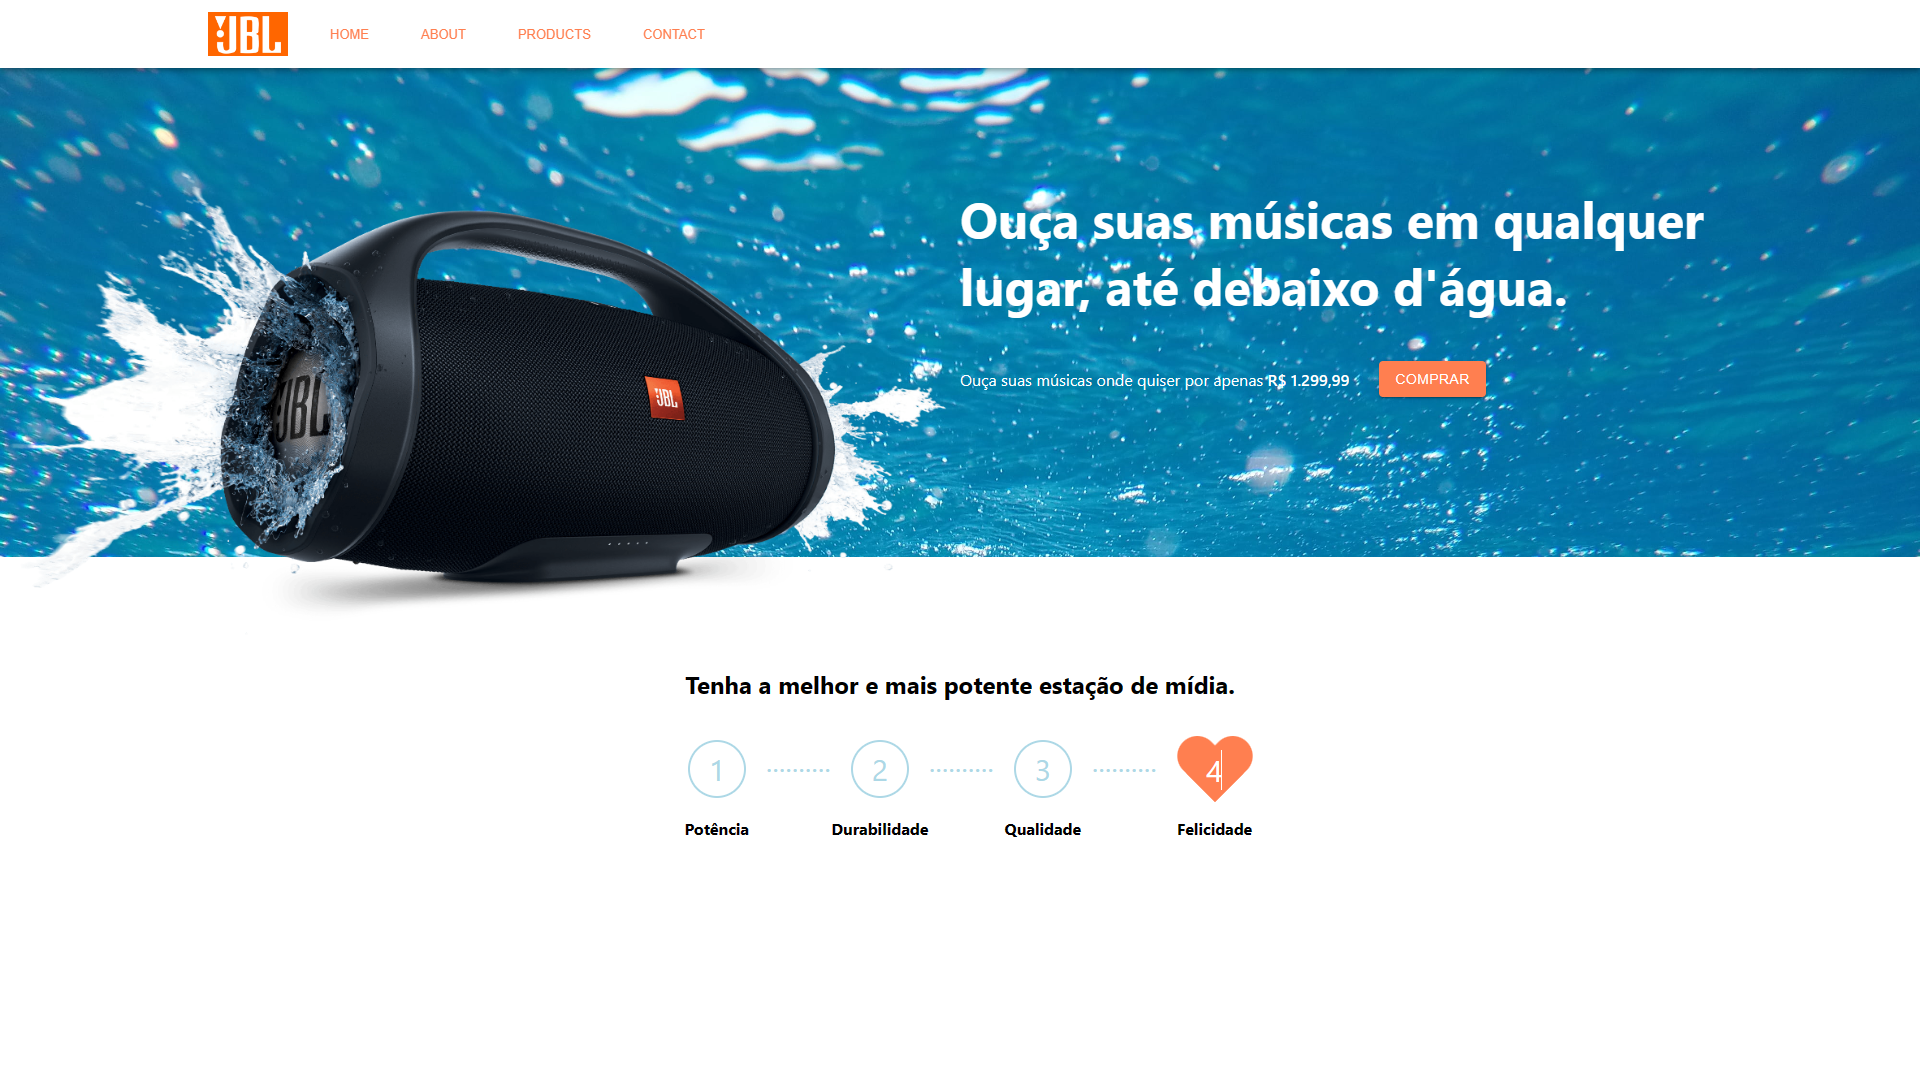 JBL HOME ABOUT PRODUCTS CONTACT
Ouça suas músicas em qualquer
lugar, até debaixo d'água.
Ouça suas músicas onde quiser por apenas R$ 1.299,99 COMPRAR
JBL
JBL
Tenha a melhor e mais potente estação de mídia.
1 2 3 4
Potência Durabilidade Qualidade Felicidade